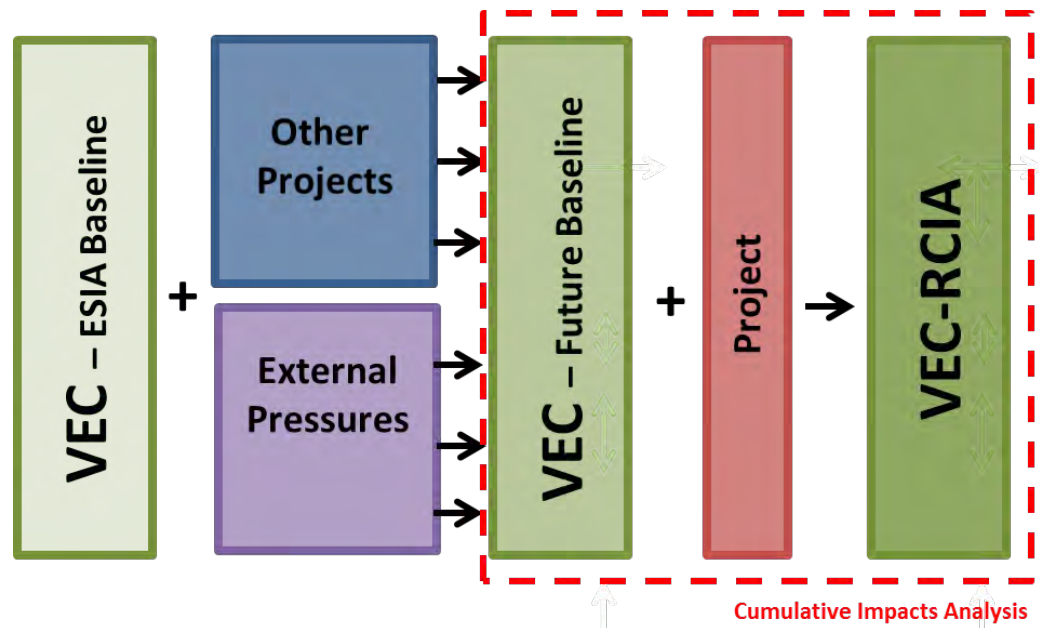 VEC – ESIA Baseline
+
Other
Projects
External
Pressures
VEC – Future Baseline
+
Project
VEC-RCIA
Cumulative Impacts Analysis